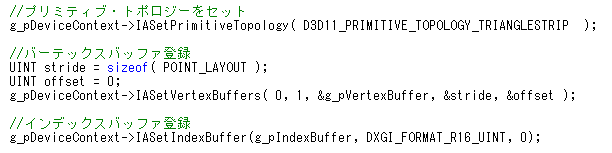 //プリミティブ・トポロジーをセット
g_pDeviceContext->IASetPrimitiveTopology( D3D11_PRIMITIVE_TOPOLOGY_TRIANGLESTRIP  );
//バーテックスバッファ登録
UINT stride = sizeof( POINT_LAYOUT );
UINT offset = 0;
g_pDeviceContext->IASetVertexBuffers( 0, 1, &g_pVertexBuffer, &stride, &offset );
//インデックスバッファ登録
g_pDeviceContext->IASetIndexBuffer(g_pIndexBuffer, DXGI_FORMAT_R16_UINT, 0);